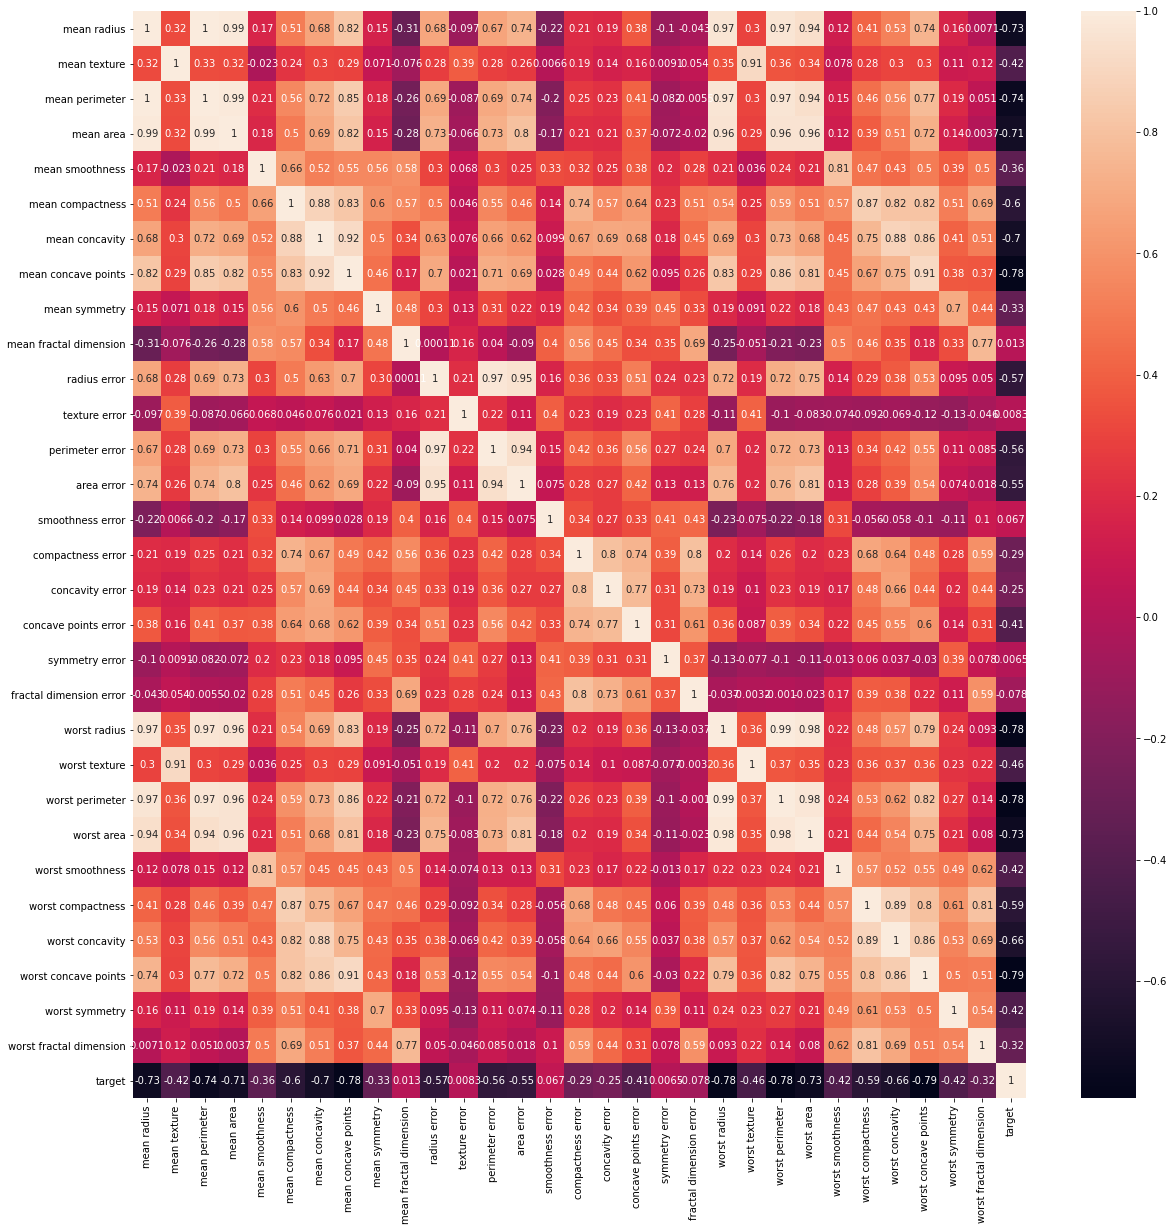 mean radius 1 0.32 1 0.99 0.17 0.51 0.68 0.82 0.15 -0.31 0.68 -0.097 0.67 0.74 -0.22 0.21 0.19 0.38 -0.1 -0.043 0.97 0.3 0.97 0.94 0.12 0.41 0.53 0.74 0.16 0.0071 -0.73
mean texture 0.32 1 0.33 0.32 -0.023 0.24 0.3 0.29 0.071 -0.076 0.28 0.39 0.28 0.26 0.0066 0.19 0.14 0.16 0.0091 0.054 0.35 0.91 0.36 0.34 0.078 0.28 0.3 0.3 0.11 0.12 -0.42
mean perimeter 1 0.33 1 0.99 0.21 0.56 0.72 0.85 0.18 -0.26 0.69 -0.087 0.69 0.74 -0.2 0.25 0.23 0.41 -0.082 -0.005 0.97 0.3 0.97 0.94 0.15 0.46 0.56 0.77 0.19 0.051 -0.74
mean area 0.99 0.32 0.99 1 0.18 0.5 0.69 0.82 0.15 -0.28 0.73 -0.066 0.73 0.8 -0.17 0.21 0.21 0.37 -0.072 -0.02 0.96 0.29 0.96 0.96 0.12 0.39 0.51 0.72 0.14 0.0037 -0.71
mean smoothness 0.17 -0.023 0.21 0.18 1 0.66 0.52 0.55 0.56 0.58 0.3 0.068 0.3 0.25 0.33 0.32 0.25 0.38 0.2 0.28 0.21 0.036 0.24 0.21 0.81 0.47 0.43 0.5 0.39 0.5 -0.36
mean compactness 0.51 0.24 0.56 0.5 0.66 1 0.88 0.83 0.6 0.57 0.5 0.046 0.55 0.46 0.14 0.74 0.57 0.64 0.23 0.51 0.54 0.25 0.59 0.51 0.57 0.87 0.82 0.82 0.51 0.69 -0.6
mean concavity 0.68 0.3 0.72 0.69 0.52 0.88 1 0.92 0.5 0.34 0.63 0.076 0.66 0.62 0.099 0.67 0.69 0.68 0.18 0.45 0.69 0.3 0.73 0.68 0.45 0.75 0.88 0.86 0.41 0.51 -0.7
mean concave points 0.82 0.29 0.85 0.82 0.55 0.83 0.92 1 0.46 0.17 0.7 0.021 0.71 0.69 0.028 0.49 0.44 0.62 0.095 0.26 0.83 0.29 0.86 0.81 0.45 0.67 0.75 0.91 0.38 0.37 -0.78
mean symmetry 0.15 0.071 0.18 0.15 0.56 0.6 0.5 0.46 1 0.48 0.3 0.13 0.31 0.22 0.19 0.42 0.34 0.39 0.45 0.33 0.19 0.091 0.22 0.18 0.43 0.47 0.43 0.43 0.7 0.44 -0.33
mean fractal dimension -0.31 -0.076 -0.26 -0.28 0.58 0.57 0.34 0.17 0.48 1 0.00011 0.16 0.04 -0.09 0.4 0.56 0.45 0.34 0.35 0.69 -0.25 -0.051 -0.21 -0.23 0.5 0.46 0.35 0.18 0.33 0.77 0.013
radius error 0.68 0.28 0.69 0.73 0.3 0.5 0.63 0.7 0.3 0.00011 1 0.21 0.97 0.95 0.16 0.36 0.33 0.51 0.24 0.23 0.72 0.19 0.72 0.75 0.14 0.29 0.38 0.53 0.095 0.05 -0.57
texture error -0.097 0.39 -0.087 -0.066 0.068 0.046 0.076 0.021 0.13 0.16 0.21 1 0.22 0.11 0.4 0.23 0.19 0.23 0.41 0.28 -0.11 0.41 -0.1 -0.083 -0.074 -0.092 -0.069 -0.12 -0.13 -0.046 0.0083
perimeter error 0.67 0.28 0.69 0.73 0.3 0.55 0.66 0.71 0.31 0.04 0.97 0.22 1 0.94 0.15 0.42 0.36 0.56 0.27 0.24 0.7 0.2 0.72 0.73 0.13 0.34 0.42 0.55 0.11 0.085 -0.56
area error 0.74 0.26 0.74 0.8 0.25 0.46 0.62 0.69 0.22 -0.09 0.95 0.11 0.94 1 0.075 0.28 0.27 0.42 0.13 0.13 0.76 0.2 0.76 0.81 0.13 0.28 0.39 0.54 0.074 0.018 -0.55
smoothness error -0.22 0.0066 -0.2 -0.17 0.33 0.14 0.099 0.028 0.19 0.4 0.16 0.4 0.15 0.075 1 0.34 0.27 0.33 0.41 0.43 -0.23 -0.075 -0.22 -0.18 0.31 -0.056 -0.058 -0.1 -0.11 0.1 0.067
compactness error 0.21 0.19 0.25 0.21 0.32 0.74 0.67 0.49 0.42 0.56 0.36 0.23 0.42 0.28 0.34 1 0.8 0.74 0.39 0.8 0.2 0.14 0.26 0.2 0.23 0.68 0.64 0.48 0.28 0.59 -0.29
concavity error 0.19 0.14 0.23 0.21 0.25 0.57 0.69 0.44 0.34 0.45 0.33 0.19 0.36 0.27 0.27 0.8 1 0.77 0.31 0.73 0.19 0.1 0.23 0.19 0.17 0.48 0.66 0.44 0.2 0.44 -0.25
concave points error 0.38 0.16 0.41 0.37 0.38 0.64 0.68 0.62 0.39 0.34 0.51 0.23 0.56 0.42 0.33 0.74 0.77 1 0.31 0.61 0.36 0.087 0.39 0.34 0.22 0.45 0.55 0.6 0.14 0.31 -0.41
symmetry error -0.1 0.0091 -0.082 -0.072 0.2 0.23 0.18 0.095 0.45 0.35 0.24 0.41 0.27 0.13 0.41 0.39 0.31 0.31 1 0.37 -0.13 -0.077 -0.1 -0.11 -0.013 0.06 0.037 -0.03 0.39 0.078 0.0065
fractal dimension error -0.043 0.054 -0.0055 -0.02 0.28 0.51 0.45 0.26 0.33 0.69 0.23 0.28 0.24 0.13 0.43 0.8 0.73 0.61 0.37 1 -0.037 -0.0032 -0.001 -0.023 0.17 0.39 0.38 0.22 0.11 0.59 -0.078
worst radius 0.97 0.35 0.97 0.96 0.21 0.54 0.69 0.83 0.19 -0.25 0.72 -0.11 0.7 0.76 -0.23 0.2 0.19 0.36 -0.13 -0.037 1 0.36 0.99 0.98 0.22 0.48 0.57 0.79 0.24 0.093 -0.78
worst texture 0.3 0.91 0.3 0.29 0.036 0.25 0.3 0.29 0.091 -0.051 0.19 0.41 0.2 0.2 -0.075 0.14 0.1 0.087 -0.077 -0.0032 0.36 1 0.37 0.35 0.23 0.36 0.37 0.36 0.23 0.22 -0.46
worst perimeter 0.97 0.36 0.97 0.96 0.24 0.59 0.73 0.86 0.22 -0.21 0.72 -0.1 0.72 0.76 -0.22 0.26 0.23 0.39 -0.1 -0.001 0.99 0.37 1 0.98 0.24 0.53 0.62 0.82 0.27 0.14 -0.78
worst area 0.94 0.34 0.94 0.96 0.21 0.51 0.68 0.81 0.18 -0.23 0.75 -0.083 0.73 0.81 -0.18 0.2 0.19 0.34 -0.11 -0.023 0.98 0.35 0.98 1 0.21 0.44 0.54 0.75 0.21 0.08 -0.73
worst smoothness 0.12 0.078 0.15 0.12 0.81 0.57 0.45 0.45 0.43 0.5 0.14 -0.074 0.13 0.13 0.31 0.23 0.17 0.22 -0.013 0.17 0.22 0.23 0.24 0.21 1 0.57 0.52 0.55 0.49 0.62 -0.42
worst compactness 0.41 0.28 0.46 0.39 0.47 0.87 0.75 0.67 0.47 0.46 0.29 -0.092 0.34 0.28 -0.056 0.68 0.48 0.45 0.06 0.39 0.48 0.36 0.53 0.44 0.57 1 0.89 0.8 0.61 0.81 -0.59
worst concavity 0.53 0.3 0.56 0.51 0.43 0.82 0.88 0.75 0.43 0.35 0.38 -0.069 0.42 0.39 -0.058 0.64 0.66 0.55 0.037 0.38 0.57 0.37 0.62 0.54 0.52 0.89 1 0.86 0.53 0.69 -0.66
worst concave points 0.74 0.3 0.77 0.72 0.5 0.82 0.86 0.91 0.43 0.18 0.53 -0.12 0.55 0.54 -0.1 0.48 0.44 0.6 -0.03 0.22 0.79 0.36 0.82 0.75 0.55 0.8 0.86 1 0.5 0.51 -0.79
worst symmetry 0.16 0.11 0.19 0.14 0.39 0.51 0.41 0.38 0.7 0.33 0.095 -0.13 0.11 0.074 -0.11 0.28 0.2 0.14 0.39 0.11 0.24 0.23 0.27 0.21 0.49 0.61 0.53 0.5 1 0.54 -0.42
worst fractal dimension 0.0071 0.12 0.051 0.0037 0.5 0.69 0.51 0.37 0.44 0.77 0.05 -0.046 0.085 0.018 0.1 0.59 0.44 0.31 0.078 0.59 0.093 0.22 0.14 0.08 0.62 0.81 0.69 0.51 0.54 1 -0.32
target -0.73 -0.42 -0.74 -0.71 -0.36 -0.6 -0.7 -0.78 -0.33 0.013 -0.57 0.0083 -0.56 -0.55 0.067 -0.29 -0.25 -0.41 0.0065 -0.078 -0.78 -0.46 -0.78 -0.73 -0.42 -0.59 -0.66 -0.79 -0.42 -0.32 1
mean radius
mean texture
mean perimeter
mean area
mean smoothness
mean compactness
mean concavity
mean concave points
mean symmetry
mean fractal dimension
radius error
texture error
perimeter error
area error
smoothness error
compactness error
concavity error
concave points error
symmetry error
fractal dimension error
worst radius
worst texture
worst perimeter
worst area
worst smoothness
worst compactness
worst concavity
worst concave points
worst symmetry
worst fractal dimension
target
1.0
0.8
0.6
0.4
0.2
0.0
−0.2
−0.4
−0.6